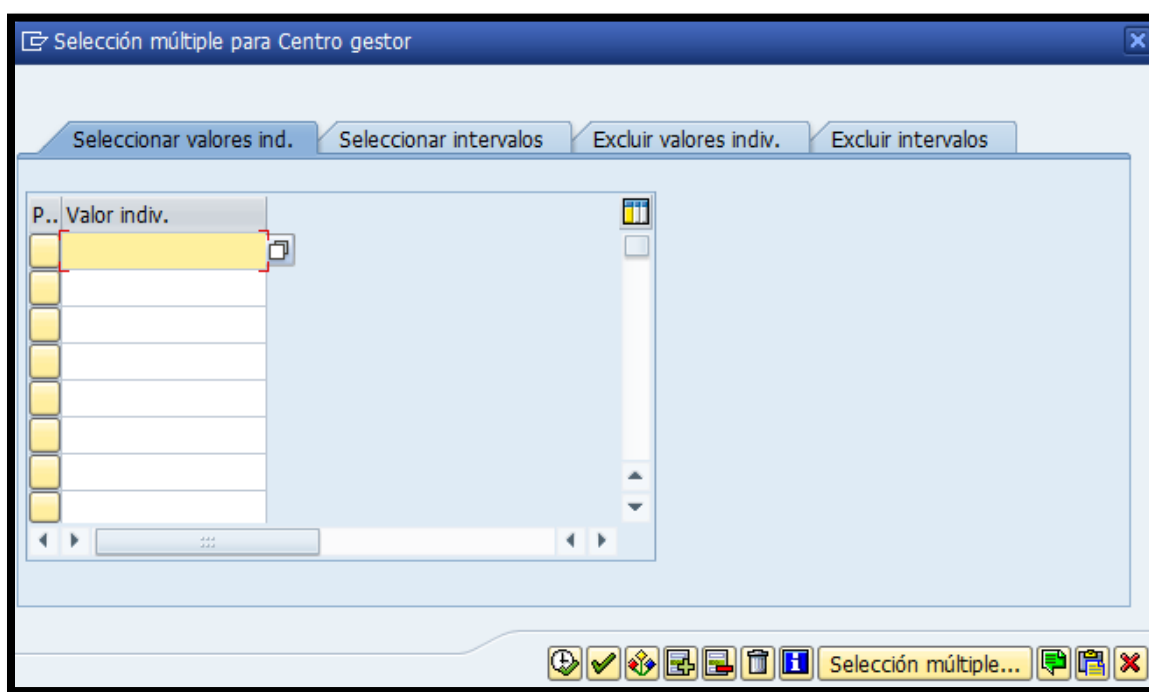 Selección múltiple para Centro gestor
Seleccionar valores ind. Seleccionar intervalos Excluir valores indiv. Excluir intervalos
P.. Valor indiv.
Selección múltiple...